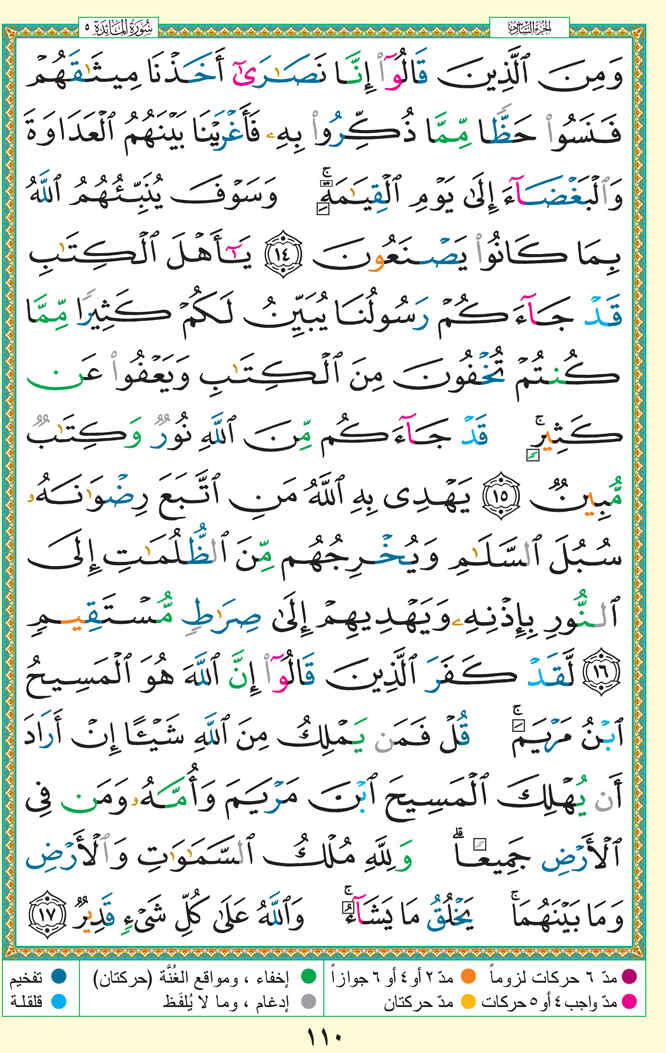 سُورَةُ المَائدة ٥
الجزء السادس
وَمِنَ ٱلَّذِينَ قَالُوٓا۟ إِنَّا نَصَـٰرَىٰٓ أَخَذْنَا مِيثَـٰقَهُمْ
فَنَسُوا۟ حَظًّا مِّمَّا ذُكِّرُوا۟ بِهِۦ فَأَغْرَيْنَا بَيْنَهُمُ ٱلْعَدَاوَةَ
وَٱلْبَغْضَآءَ إِلَىٰ يَوْمِ ٱلْقِيَـٰمَةِ ۚ وَسَوْفَ يُنَبِّئُهُمُ ٱللَّهُ
بِمَا كَانُوا۟ يَصْنَعُونَ ١٤ يَـٰٓأَهْلَ ٱلْكِتَـٰبِ
قَدْ جَآءَكُمْ رَسُولُنَا يُبَيِّنُ لَكُمْ كَثِيرًا مِّمَّا
كُنتُمْ تُخْفُونَ مِنَ ٱلْكِتَـٰبِ وَيَعْفُوا۟ عَن
كَثِيرٍ ۚ قَدْ جَآءَكُم مِّنَ ٱللَّهِ نُورٌ وَكِتَـٰبٌ
مُّبِينٌ ١٥ يَهْدِى بِهِ ٱللَّهُ مَنِ ٱتَّبَعَ رِضْوَٰنَهُۥ
سُبُلَ ٱلسَّلَـٰمِ وَيُخْرِجُهُم مِّنَ ٱلظُّلُمَـٰتِ إِلَى
ٱلنُّورِ بِإِذْنِهِۦ وَيَهْدِيهِمْ إِلَىٰ صِرَٰطٍ مُّسْتَقِيمٍ
١٦ لَّقَدْ كَفَرَ ٱلَّذِينَ قَالُوٓا۟ إِنَّ ٱللَّهَ هُوَ ٱلْمَسِيحُ
ٱبْنُ مَرْيَمَ ۚ قُلْ فَمَن يَمْلِكُ مِنَ ٱللَّهِ شَيْـًٔا إِنْ أَرَادَ
أَن يُهْلِكَ ٱلْمَسِيحَ ٱبْنَ مَرْيَمَ وَأُمَّهُۥ وَمَن فِى
ٱلْأَرْضِ جَمِيعًا ۗ وَلِلَّهِ مُلْكُ ٱلسَّمَـٰوَٰتِ وَٱلْأَرْضِ
وَمَا بَيْنَهُمَا ۚ يَخْلُقُ مَا يَشَآءُ ۚ وَٱللَّهُ عَلَىٰ كُلِّ شَىْءٍ قَدِيرٌ ١٧
مدّ ٦ حركات لزوماً مدّ ٢ أو ٤ أو ٦ جوازاً إخفاء ، ومواقع الغُنَّة (حركتان) تفخيم
مدّ واجب ٤ أو ٥ حركات مدّ حركتان إدغام ، وما لا يُلفَظ قلقلـة
١١٠